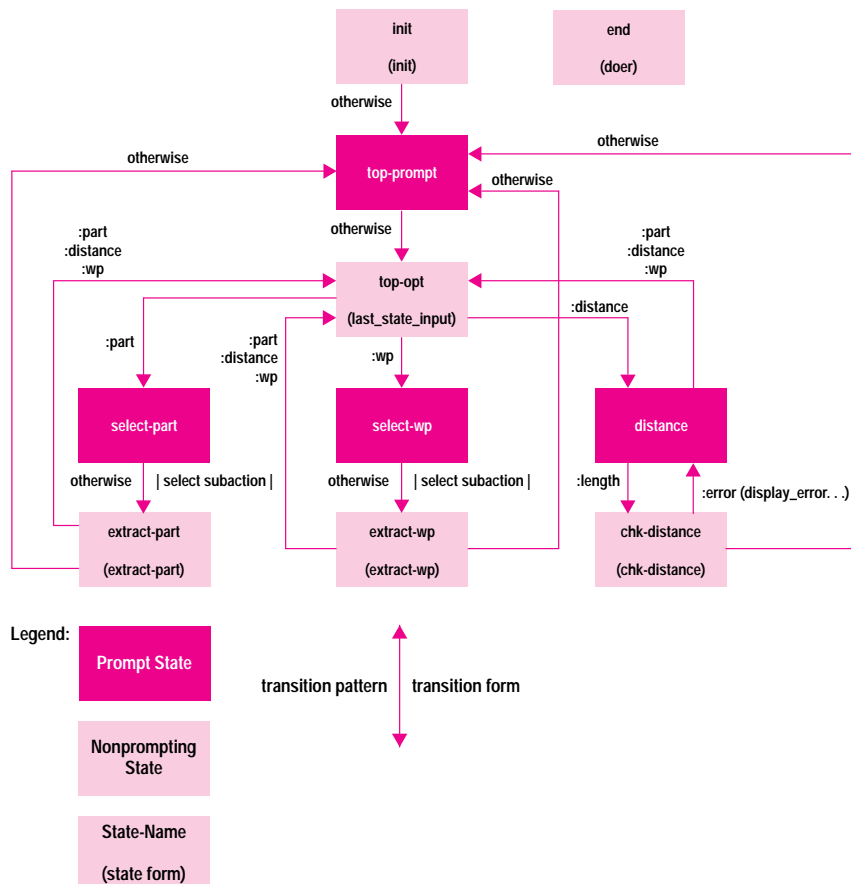 init
(init)
end
(doer)
otherwise
otherwise
otherwise
top-prompt
otherwise
otherwise
:part
:distance
:wp
top-opt
(last_state_input)
:part
:distance
:wp
:distance
:part
:part
:distance
:wp
:wp
select-part
select-wp
distance
otherwise
| select subaction |
otherwise
| select subaction |
:length
:error (display_error. . .)
extract-part
(extract-part)
extract-wp
(extract-wp)
chk-distance
(chk-distance)
Legend:
Prompt State
transition pattern
transition form
Nonprompting
State
State-Name
(state form)